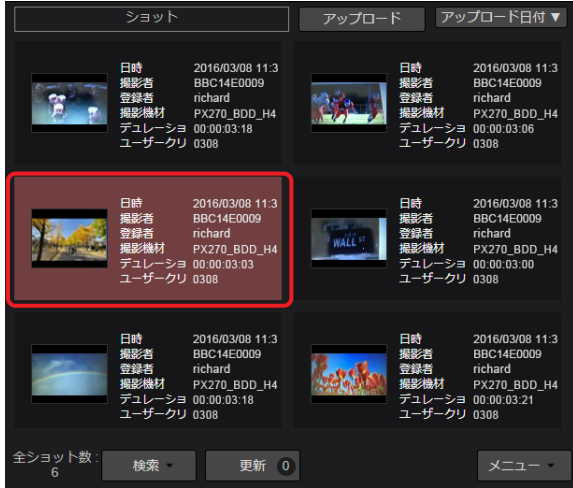 ショット アップロード アップロード日付▼
日時 2016/03/08 11:3
撮影者 BBC14E0009
登録者 richard
撮影機材 PX270_BDD_H4
デュレーショ 00:00:03:18
ユーザークリ 0308
日時 2016/03/08 11:3
撮影者 BBC14E0009
登録者 richard
撮影機材 PX270_BDD_H4
デュレーショ 00:00:03:06
ユーザークリ 0308
日時 2016/03/08 11:3
撮影者 BBC14E0009
登録者 richard
撮影機材 PX270_BDD_H4
デュレーショ 00:00:03:03
ユーザークリ 0308
WALL ST
日時 2016/03/08 11:3
撮影者 BBC14E0009
登録者 richard
撮影機材 PX270_BDD_H4
デュレーショ 00:00:03:00
ユーザークリ 0308
日時 2016/03/08 11:3
撮影者 BBC14E0009
登録者 richard
撮影機材 PX270_BDD_H4
デュレーショ 00:00:03:18
ユーザークリ 0308
日時 2016/03/08 11:3
撮影者 BBC14E0009
登録者 richard
撮影機材 PX270_BDD_H4
デュレーショ 00:00:03:21
ユーザークリ 0308
全ショット数:
6
検索 更新 0 メニュー